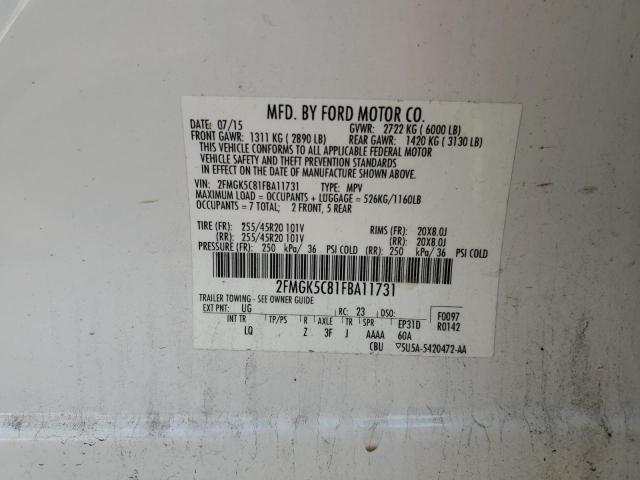 MFD. BY FORD MOTOR CO.
DATE: 07/15 GVWR: 2722 KG ( 6000 LB)
FRONT GAWR: 1311 KG ( 2890 LB) REAR GAWR: 1420 KG ( 3130 LB)
THIS VEHICLE CONFORMS TO ALL APPLICABLE FEDERAL MOTOR
VEHICLE SAFETY AND THEFT PREVENTION STANDARDS
IN EFFECT ON THE DATE OF MANUFACTURE SHOWN ABOVE.
VIN: 2FMGK5C81FBA11731 TYPE: MPV
MAXIMUM LOAD = OCCUPANTS + LUGGAGE = 526KG/1160LB
OCCUPANTS = 7 TOTAL; 2 FRONT, 5 REAR
TIRE (FR): 255/45R20 101V RIMS (FR): 20X8.0J
(RR): 255/45R20 101V (RR): 20X8.0J
PRESSURE (FR): 250 kPa/ 36 PSI COLD (RR): 250 kPa/ 36 PSI COLD
2FMGK5C81FBA11731
TRAILER TOWING - SEE OWNER GUIDE
EXT PNT: UG RC: 23 DSO: F0097
INT TR TP/PS R AXLE TR SPR EP31D R0142
LQ Z 3F J AAAA 60A
CBU ▽5U5A-5420472-AA